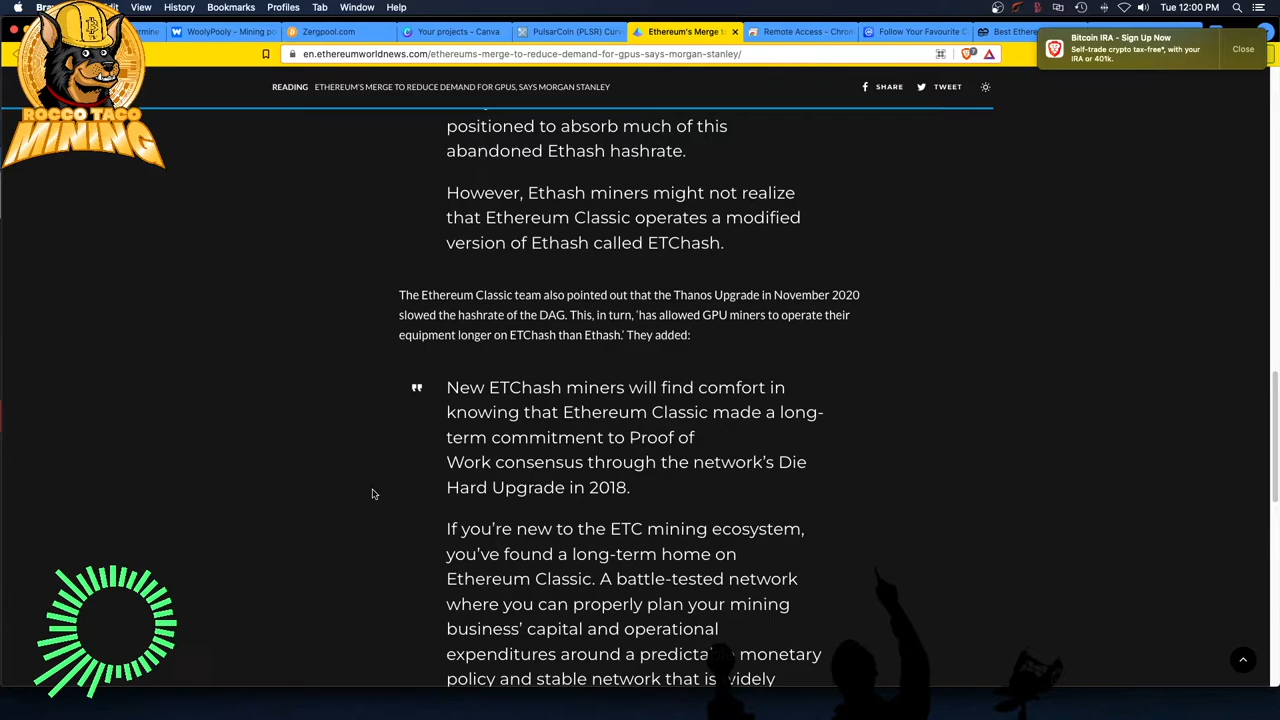 Bookmarks
View
History
Profiles
Tab
Window
Help
Tue 12:00 PM
WoolyPooly - Mining po
Zergpool.com
Your projects - Canva
PulsarCoin (PLSR) Cur
Ethereum's Merge t
Remote Access - Chrom
Follow Your Favourite C
Best Ethere
Bitcoin IRA - Sign Up Now
Self-trade crypto tax-free*, with your
IRA or 401k.
Close
en.ethereumworldnews.com/ethereums-merge-to-reduce-demand-for-gpus-says-morgan-stanley/
ROCCO TACO
MINING
READING ETHEREUM'S MERGE TO REDUCE DEMAND FOR GPUS, SAYS MORGAN STANLEY
SHARE
TWEET
positioned to absorb much of this
abandoned Ethash hashrate.
However, Ethash miners might not realize
that Ethereum Classic operates a modified
version of Ethash called ETChash.
The Ethereum Classic team also pointed out that the Thanos Upgrade in November 2020
slowed the hashrate of the DAG. This, in turn, ‘has allowed GPU miners to operate their
equipment longer on ETChash than Ethash.’ They added:
New ETChash miners will find comfort in
knowing that Ethereum Classic made a long-
term commitment to Proof of
Work consensus through the network’s Die
Hard Upgrade in 2018.
If you’re new to the ETC mining ecosystem,
you’ve found a long-term home on
Ethereum Classic. A battle-tested network
where you can properly plan your mining
business’ capital and operational
expenditures around a predictable monetary
policy and stable network that is widely